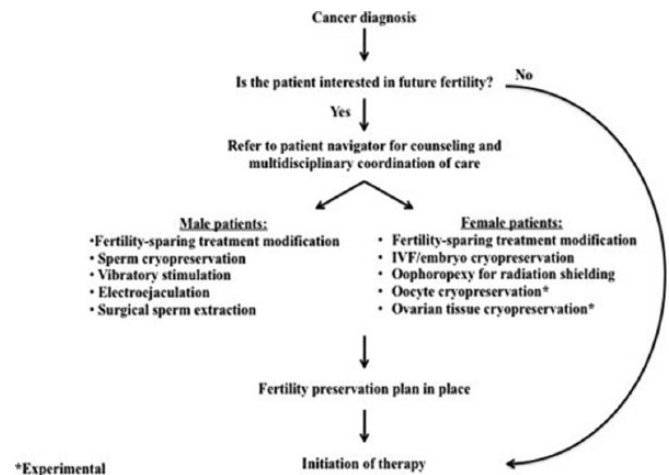 Cancer diagnosis
Is the patient interested in future fertility?
No
Yes
Refer to patient navigator for counseling and
multidisciplinary coordination of care
Male patients:
•Fertility-sparing treatment modification
• Sperm cryopreservation
• Vibratory stimulation
• Electroejaculation
• Surgical sperm extraction
Female patients:
• Fertility-sparing treatment modification
• IVF/embryo cryopreservation
• Oophoropexy for radiation shielding
• Oocyte cryopreservation*
• Ovarian tissue cryopreservation*
Fertility preservation plan in place
Initiation of therapy
*Experimental